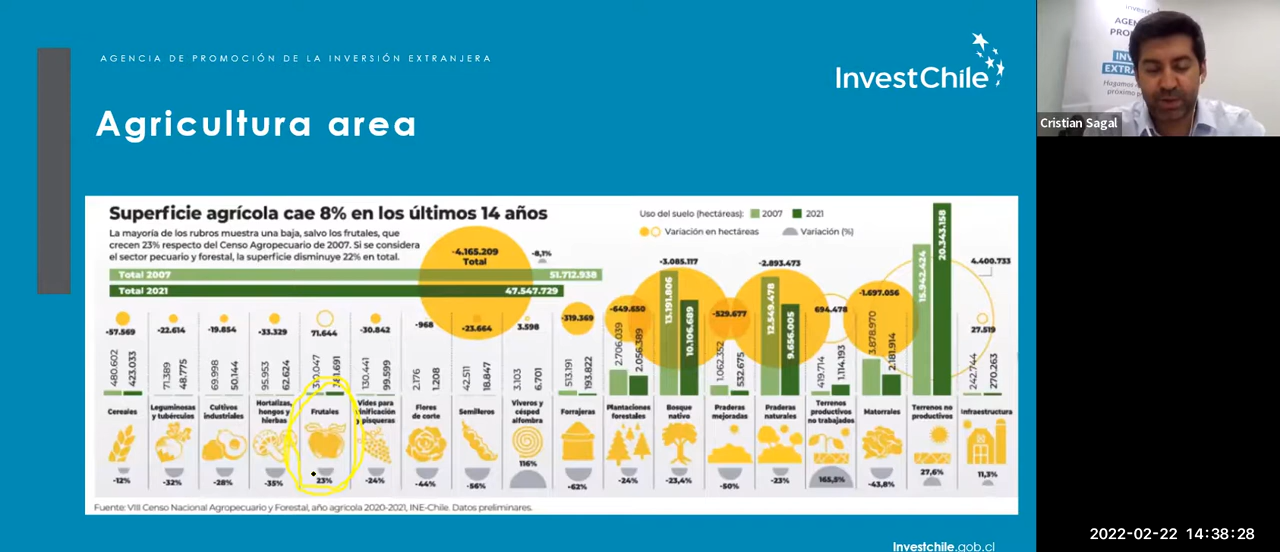 AGENCIA DE PROMOCIÓN DE LA INVERSIÓN EXTRANJERA
InvestChile
Agricultura area
Cristian Sagal
Superficie agrícola cae 8% en los últimos 14 años
La mayoría de los rubros muestra una baja, salvo los frutales, que
crecen 23% respecto del Censo Agropecuario de 2007. Si se considera
el sector pecuario y forestal, la superficie disminuye 22% en total.
Uso del suelo (hectáreas): 2007 2021
Variación en hectáreas Variación (%)
-4.165.209
Total
-8,1%
Total 2007 51.712.938
Total 2021 47.547.729
-57.569 -22.614 -19.854 -33.329 71.644 -30.842 -968 -23.664 3.598 -319.369 -649.650 -3.085.117 -529.677 -2.893.473 694.478 -1.697.056 4.400.733 27.519
480.602 423.033
71.389 48.775
69.998 50.144
95.953 62.624
130.441 99.599
2.176 1.208
42.511 18.847
3.103 6.701
513.191 193.822
2.706.039 2.056.389
13.191.806 10.106.689
1.062.352 532.675
12.549.478 9.656.005
419.714 1.114.193
3.878.970 2.181.914
15.942.424 20.343.158
242.744 270.263
Cereales
Leguminosas
y tubérculos
Cultivos
industriales
Hortalizas,
hongos y
hierbas
Frutales
Vides para
vinificación
y pisqueras
Flores
de corte
Semilleros
Viveros y
césped
alfombra
Forrajeras
Plantaciones
forestales
Bosque
nativo
Praderas
mejoradas
Praderas
naturales
Terrenos
productivos
no trabajados
Matorrales
Terrenos no
productivos
Infraestructura
-12% -32% -28% -35% 23% -24% -44% -56% 116% -62% -24% -23,4% -50% -23% 165,5% -43,8% 27,6% 11,3%
Fuente: VIII Censo Nacional Agropecuario y Forestal, año agrícola 2020-2021, INE-Chile. Datos preliminares.
Investchile.gob.cl
2022-02-22 14:38:28